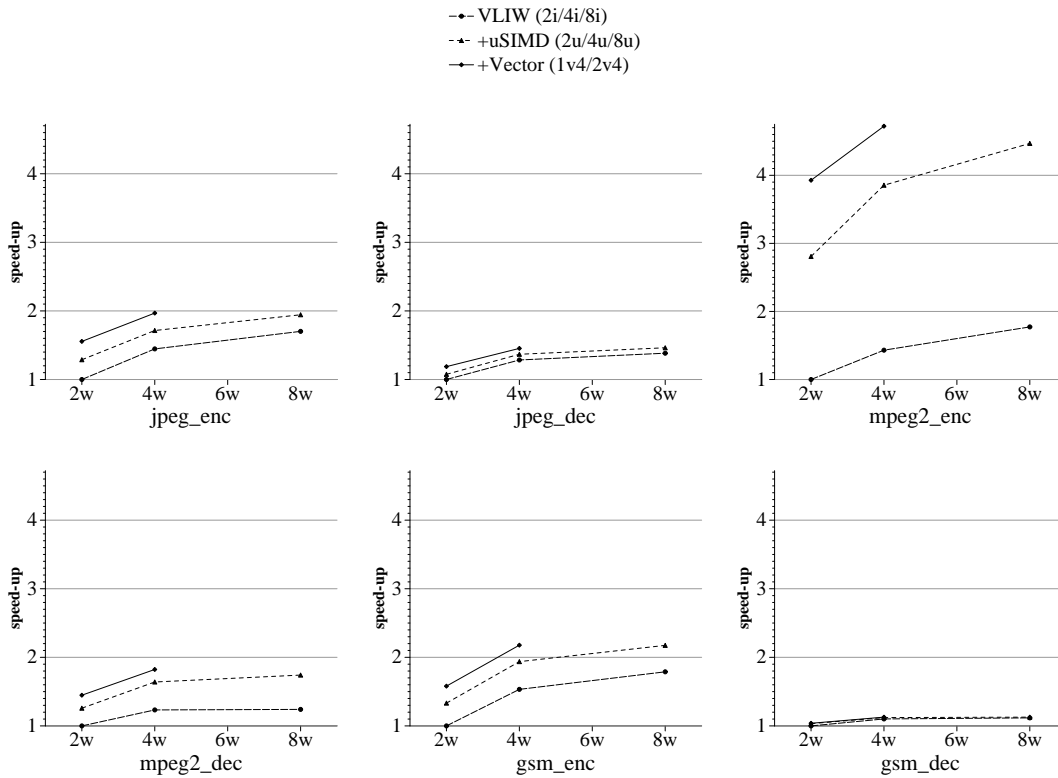 VLIW (2i/4i/8i)
+uSIMD (2u/4u/8u)
+Vector (1v4/2v4)
speed-up
4
3
2
1
2w 4w 6w 8w
jpeg_enc
speed-up
4
3
2
1
2w 4w 6w 8w
jpeg_dec
speed-up
4
3
2
1
2w 4w 6w 8w
mpeg2_enc
speed-up
4
3
2
1
2w 4w 6w 8w
mpeg2_dec
speed-up
4
3
2
1
2w 4w 6w 8w
gsm_enc
speed-up
4
3
2
1
2w 4w 6w 8w
gsm_dec